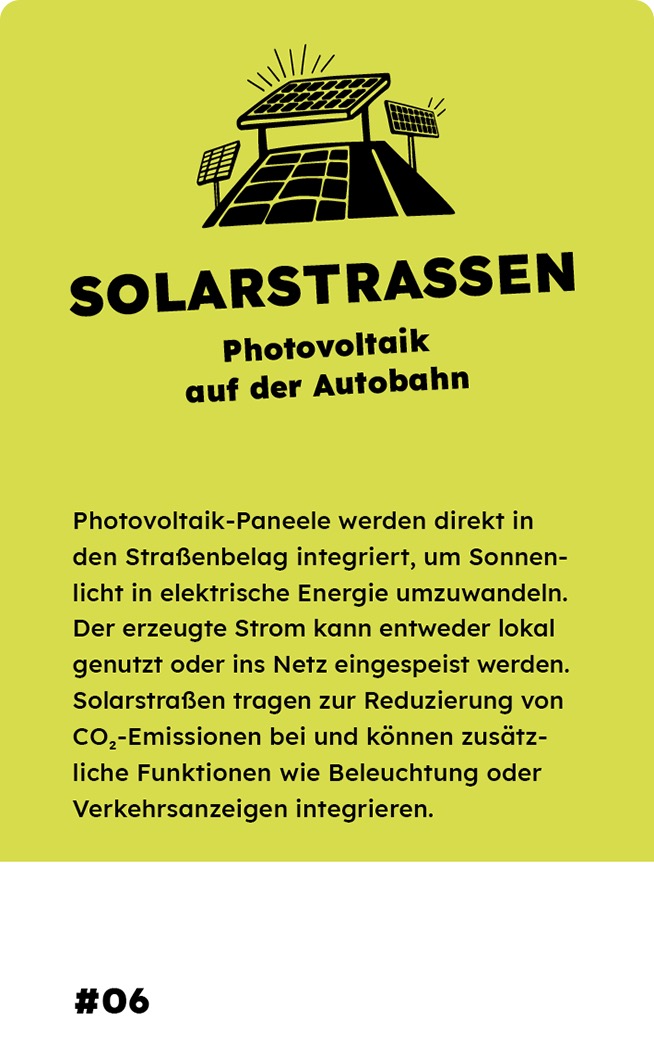 SOLARSTRASSEN
Photovoltaik
auf der Autobahn
Photovoltaik-Paneele werden direkt in
den Straßenbelag integriert, um Sonnen-
licht in elektrische Energie umzuwandeln.
Der erzeugte Strom kann entweder lokal
genutzt oder ins Netz eingespeist werden.
Solarstraßen tragen zur Reduzierung von
CO₂-Emissionen bei und können zusätz-
liche Funktionen wie Beleuchtung oder
Verkehrsanzeigen integrieren.
#06